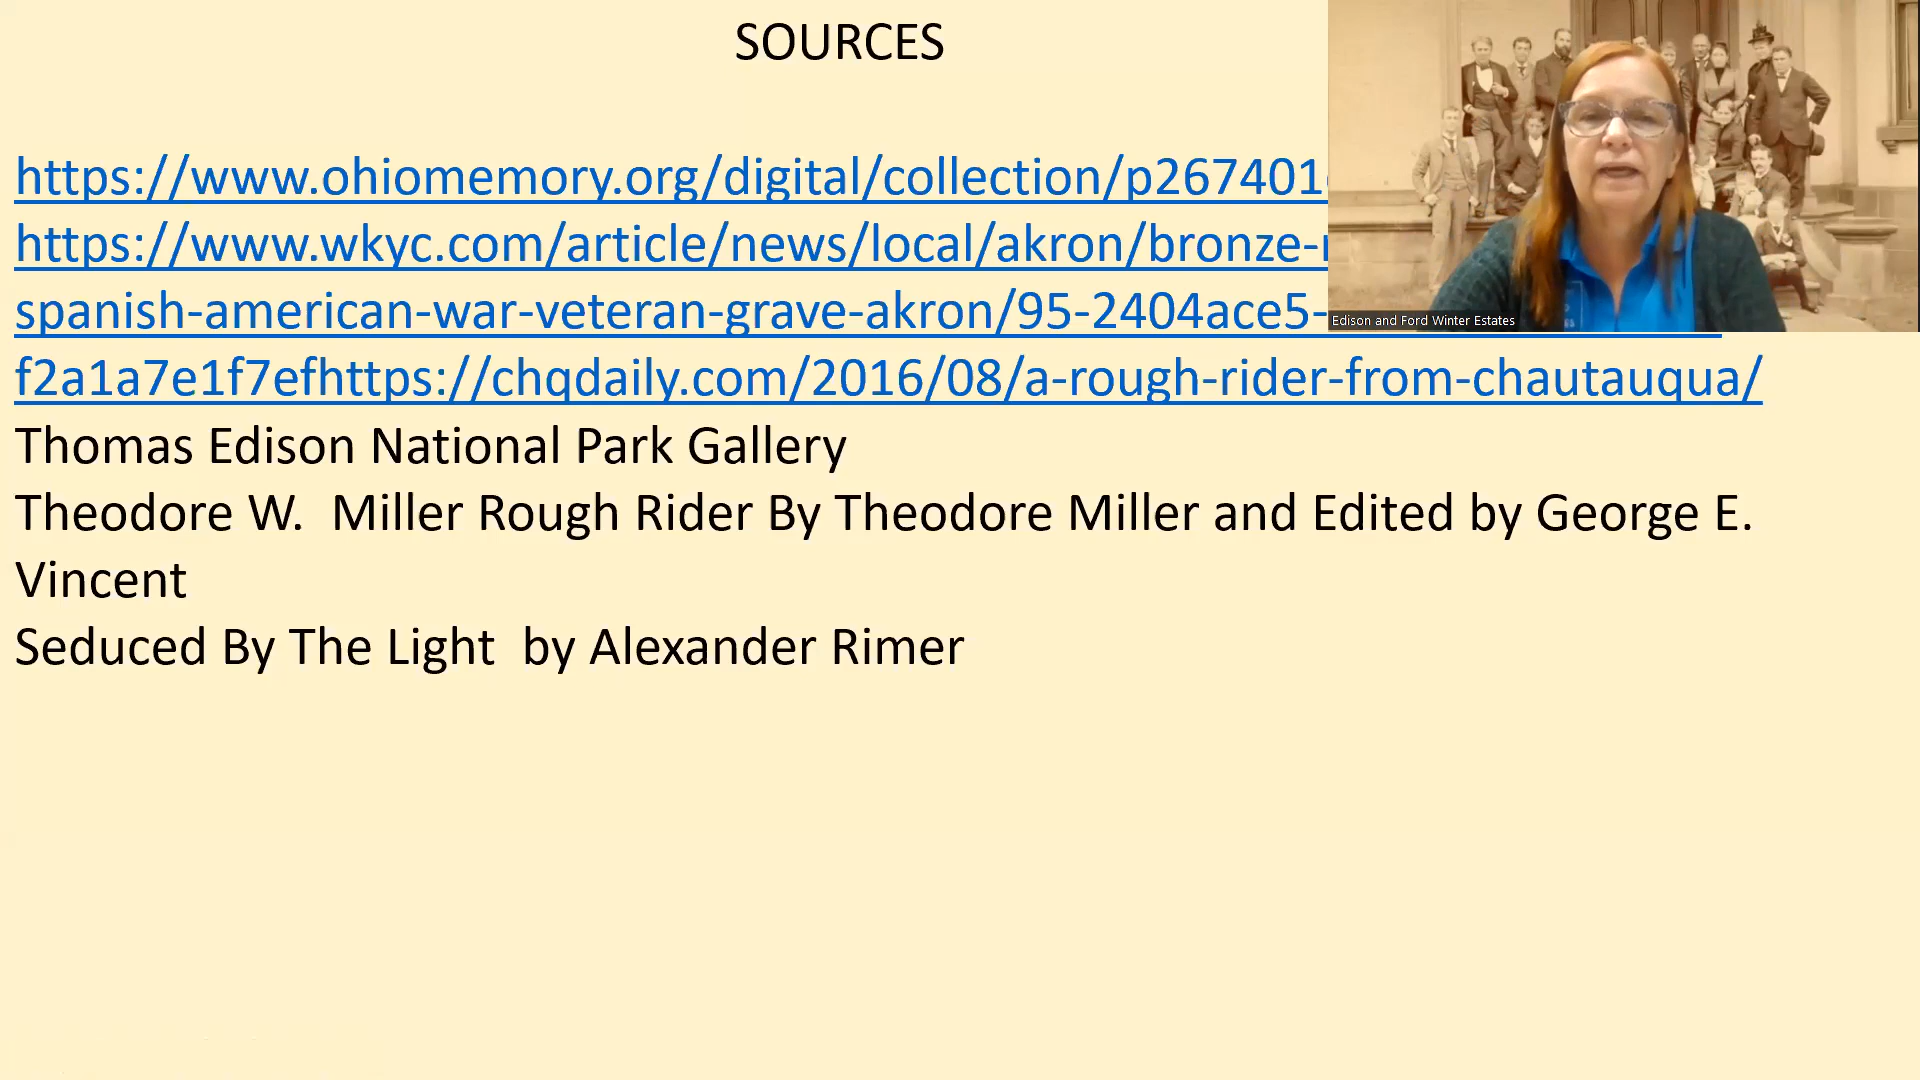 SOURCES
https://www.ohiomemory.org/digital/collection/p267401
https://www.wkyc.com/article/news/local/akron/bronze-
spanish-american-war-veteran-grave-akron/95-2404ace5-
f2a1a7e1f7efhttps://chqdaily.com/2016/08/a-rough-rider-from-chautauqua/
Thomas Edison National Park Gallery
Theodore W.  Miller Rough Rider By Theodore Miller and Edited by George E.
Vincent
Seduced By The Light  by Alexander Rimer
Edison and Ford Winter Estates